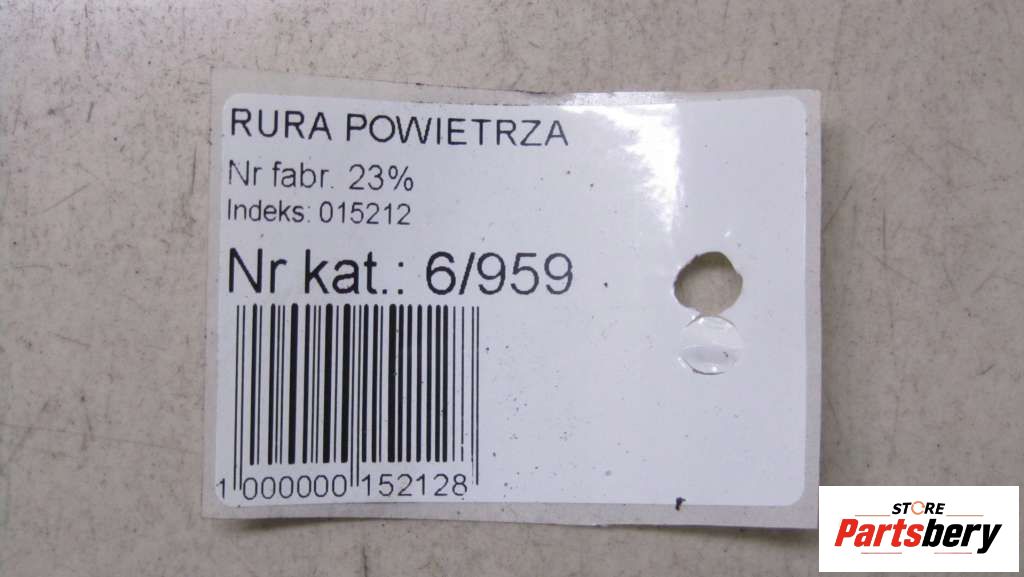 RURA POWIETRZA
Nr fabr. 23%
Indeks: 015212
Nr kat.: 6/959
1 000000 152128
STORE
Partsbery